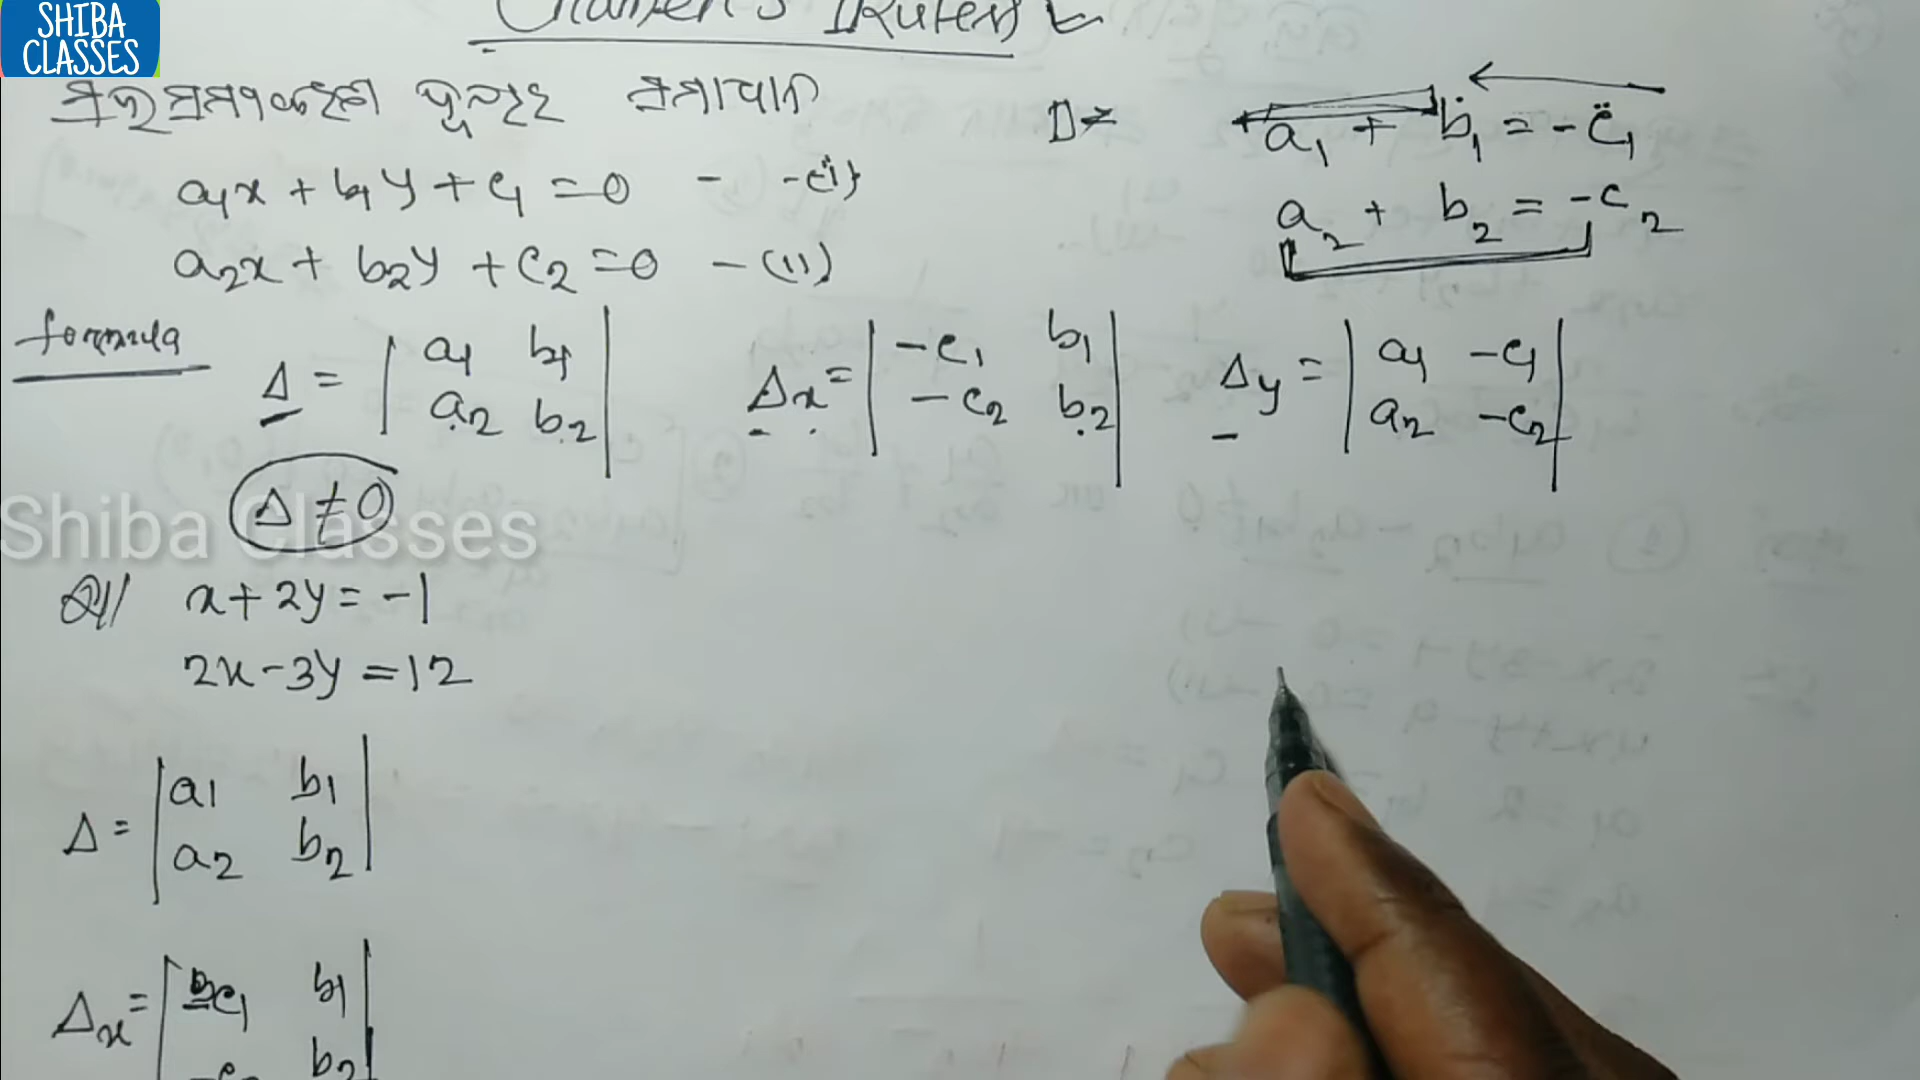 SHIBA
CLASSES
ସମାଧାନ
D≠
a₁ + b₁ = -c₁
a₂ + b₂ = -c₂
a₁x + b₁y + c₁ = 0 - -(i)
a₂x + b₂y + c₂ = 0 - (ii)
formula
Δ = | a₁ b₁ |
| a₂ b₂ |
Δx = | -c₁ b₁ |
| -c₂ b₂ |
Δy = | a₁ -c₁ |
| a₂ -c₂ |
Δ ≠ 0
Shiba Classes
Q1// x + 2y = -1
2x - 3y = 12
Δ = | a1 b1 |
| a2 b2 |
Δx = | c₁ b₁ |
| -c₂ b₂ |